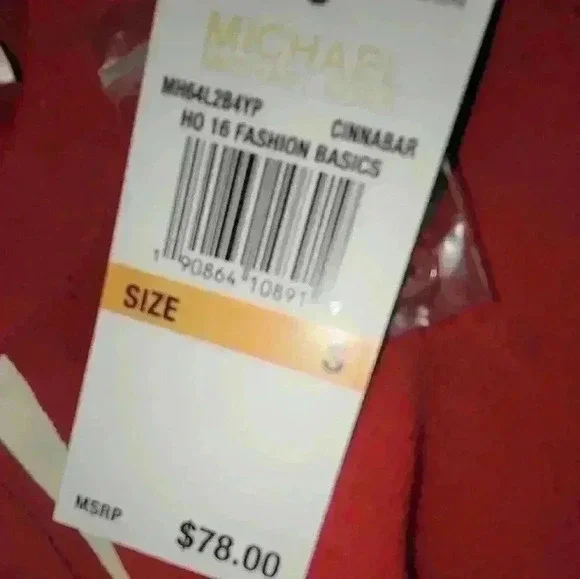 MICHAEL
MH64L2B4YP CINNABAR
HO 16 FASHION BASICS
1 90864 10891
SIZE S
MSRP $78.00